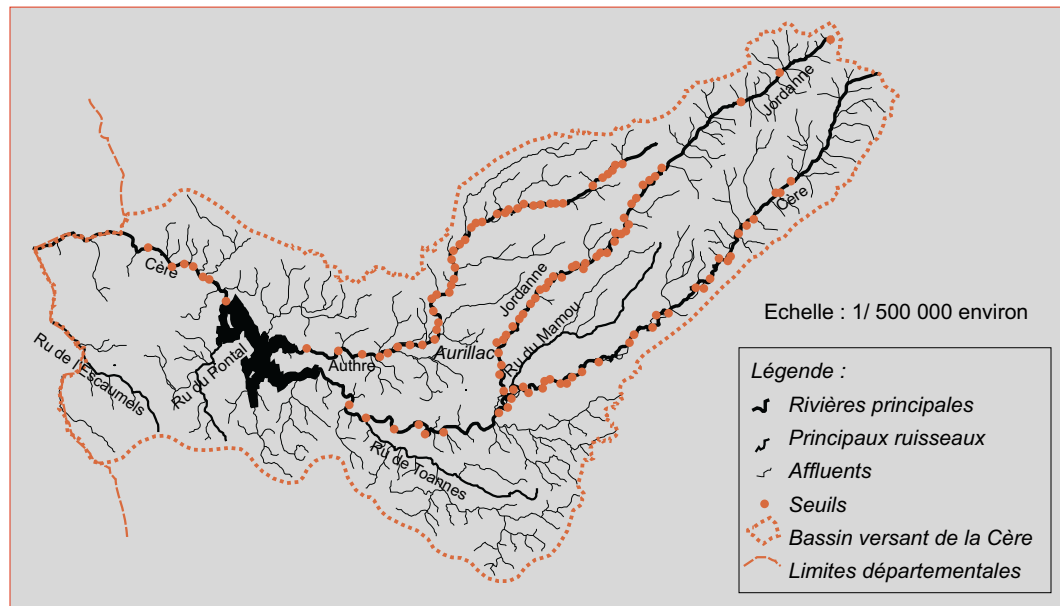 Jordanne
Cère
Cère
Jordanne
Ru du Mamou
Aurillac
Authre
Ru du Pontal
Ru de l'Escaumels
Ru de Toannes
Echelle : 1/ 500 000 environ
Légende :
Rivières principales
Principaux ruisseaux
Affluents
Seuils
Bassin versant de la Cère
Limites départementales